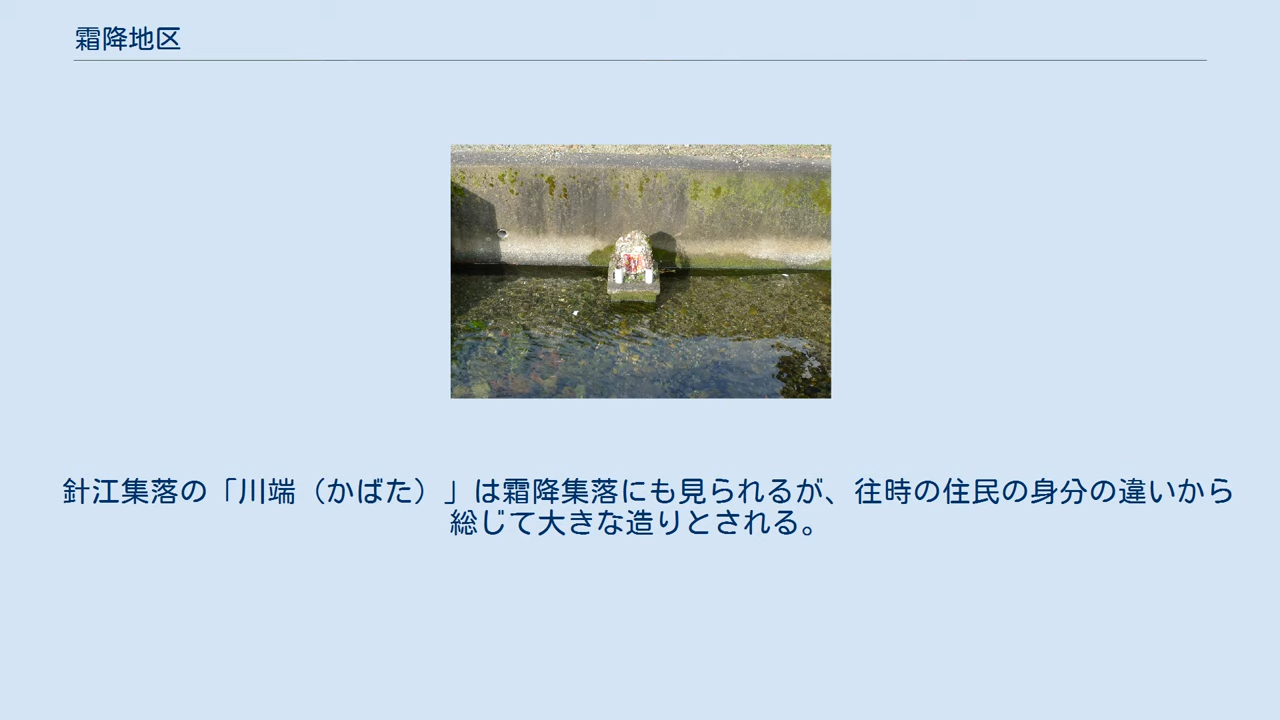 霜降地区
針江集落の「川端（かばた）」は霜降集落にも見られるが、往時の住民の身分の違いから
総じて大きな造りとされる。